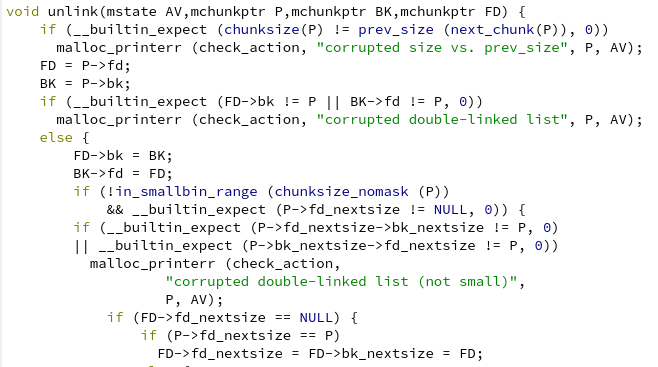 void unlink(mstate AV,mchunkptr P,mchunkptr BK,mchunkptr FD) {
    if (__builtin_expect (chunksize(P) != prev_size (next_chunk(P)), 0))
      malloc_printerr (check_action, "corrupted size vs. prev_size", P, AV);
    FD = P->fd;
    BK = P->bk;
    if (__builtin_expect (FD->bk != P || BK->fd != P, 0))
      malloc_printerr (check_action, "corrupted double-linked list", P, AV);
    else {
        FD->bk = BK;
        BK->fd = FD;
        if (!in_smallbin_range (chunksize_nomask (P))
            && __builtin_expect (P->fd_nextsize != NULL, 0)) {
        if (__builtin_expect (P->fd_nextsize->bk_nextsize != P, 0)
        || __builtin_expect (P->bk_nextsize->fd_nextsize != P, 0))
          malloc_printerr (check_action,
                   "corrupted double-linked list (not small)",
                   P, AV);
            if (FD->fd_nextsize == NULL) {
                if (P->fd_nextsize == P)
                  FD->fd_nextsize = FD->bk_nextsize = FD;